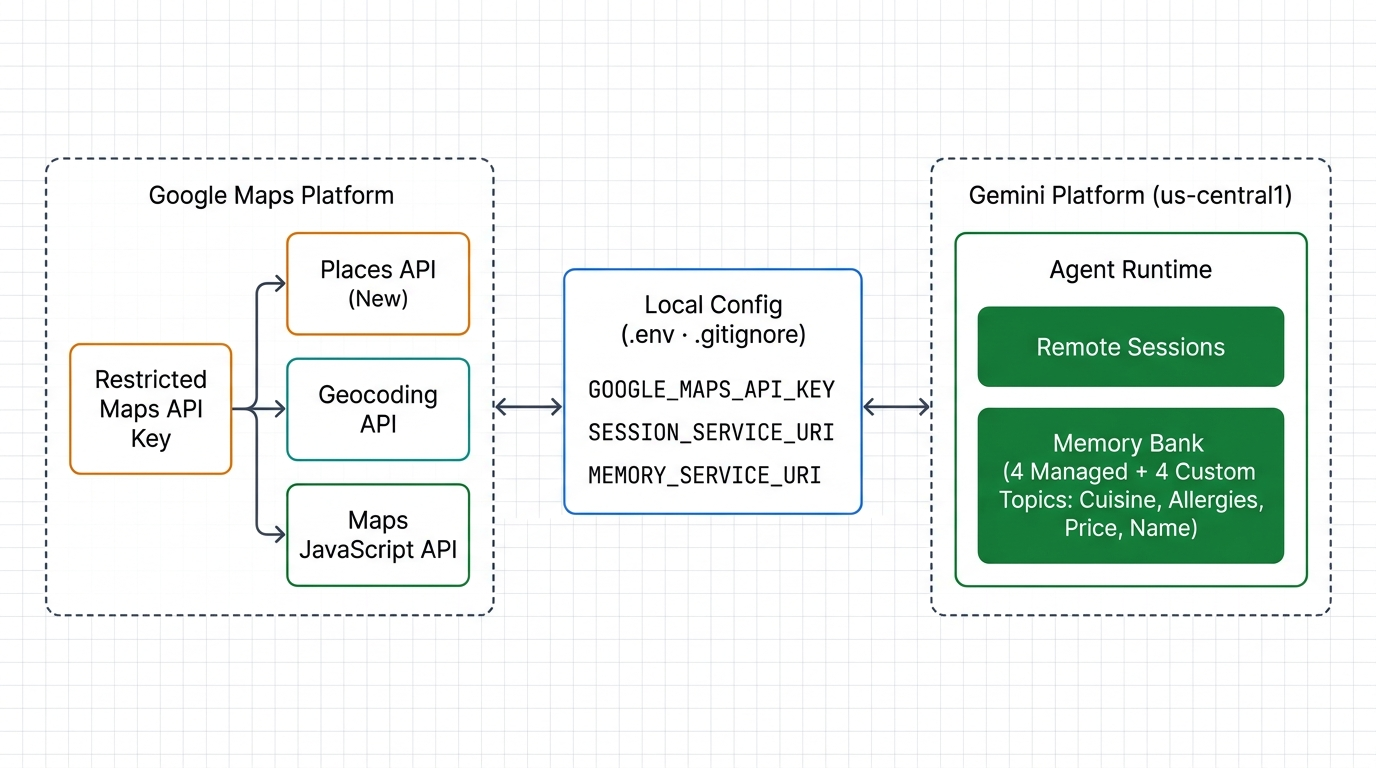 Google Maps Platform
Restricted
Maps API
Key
Places API
(New)
Geocoding
API
Maps
JavaScript API
Local Config
(.env · .gitignore)
GOOGLE_MAPS_API_KEY
SESSION_SERVICE_URI
MEMORY_SERVICE_URI
Gemini Platform (us-central1)
Agent Runtime
Remote Sessions
Memory Bank
(4 Managed + 4 Custom
Topics: Cuisine, Allergies,
Price, Name)